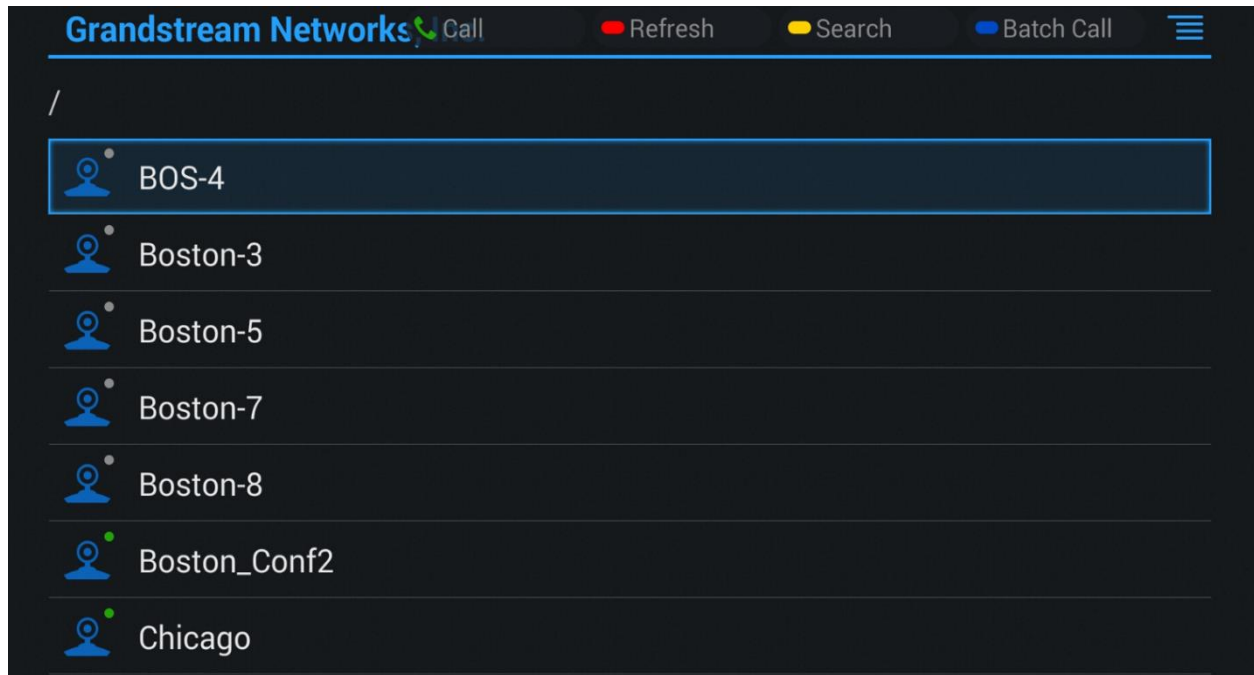 Grandstream Networks, Inc. Call Refresh Search Batch Call
/
BOS-4
Boston-3
Boston-5
Boston-7
Boston-8
Boston_Conf2
Chicago